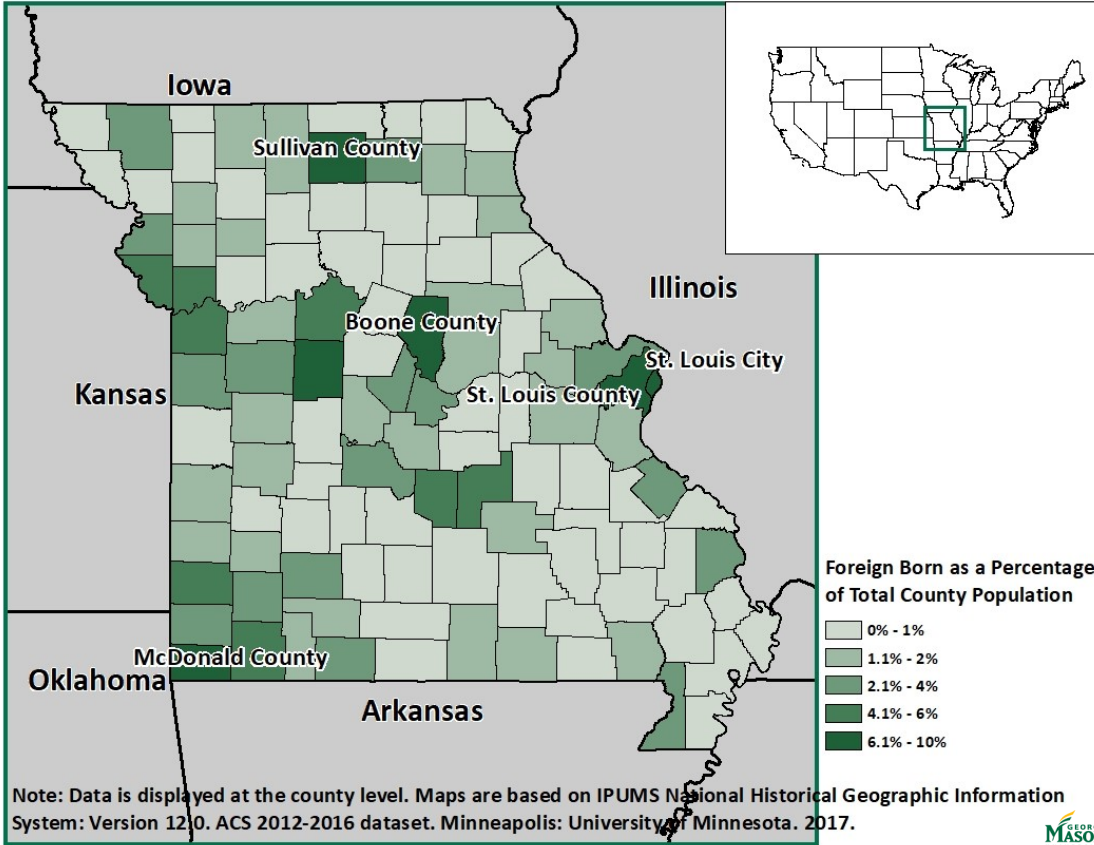 Iowa
Sullivan County
Illinois
Boone County
St. Louis City
Kansas
St. Louis County
McDonald County
Oklahoma
Arkansas
Foreign Born as a Percentage
of Total County Population
0% - 1%
1.1% - 2%
2.1% - 4%
4.1% - 6%
6.1% - 10%
Note: Data is displayed at the county level. Maps are based on IPUMS National Historical Geographic Information
System: Version 12.0. ACS 2012-2016 dataset. Minneapolis: University of Minnesota. 2017.
GEOR
MASO